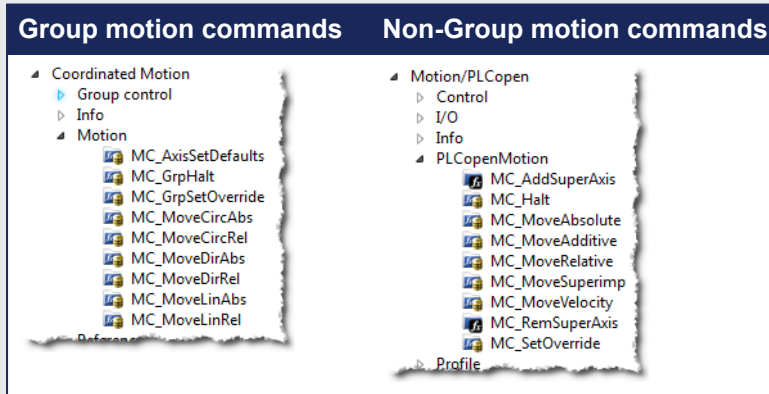 Group motion commands
Non-Group motion commands
Coordinated Motion
Group control
Info
Motion
MC_AxisSetDefaults
MC_GrpHalt
MC_GrpSetOverride
MC_MoveCircAbs
MC_MoveCircRel
MC_MoveDirAbs
MC_MoveDirRel
MC_MoveLinAbs
MC_MoveLinRel
Motion/PLCopen
Control
I/O
Info
PLCopenMotion
MC_AddSuperAxis
MC_Halt
MC_MoveAbsolute
MC_MoveAdditive
MC_MoveRelative
MC_MoveSuperimp
MC_MoveVelocity
MC_RemSuperAxis
MC_SetOverride
Profile